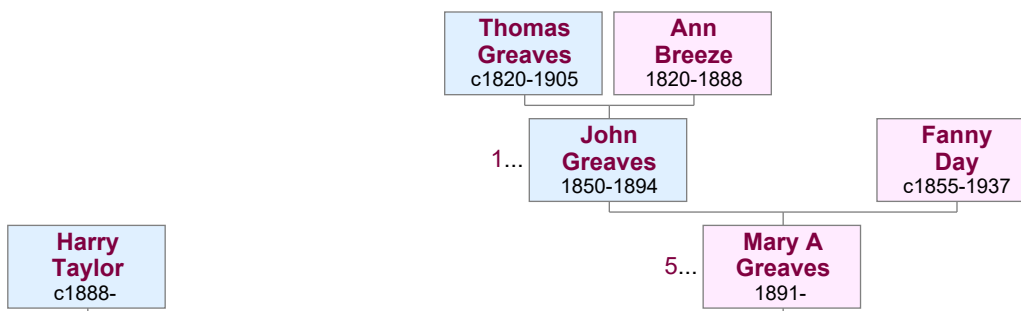 Thomas
Greaves
c1820-1905
Ann
Breeze
1820-1888
1...
John
Greaves
1850-1894
Fanny
Day
c1855-1937
Harry
Taylor
c1888-
5...
Mary A
Greaves
1891-